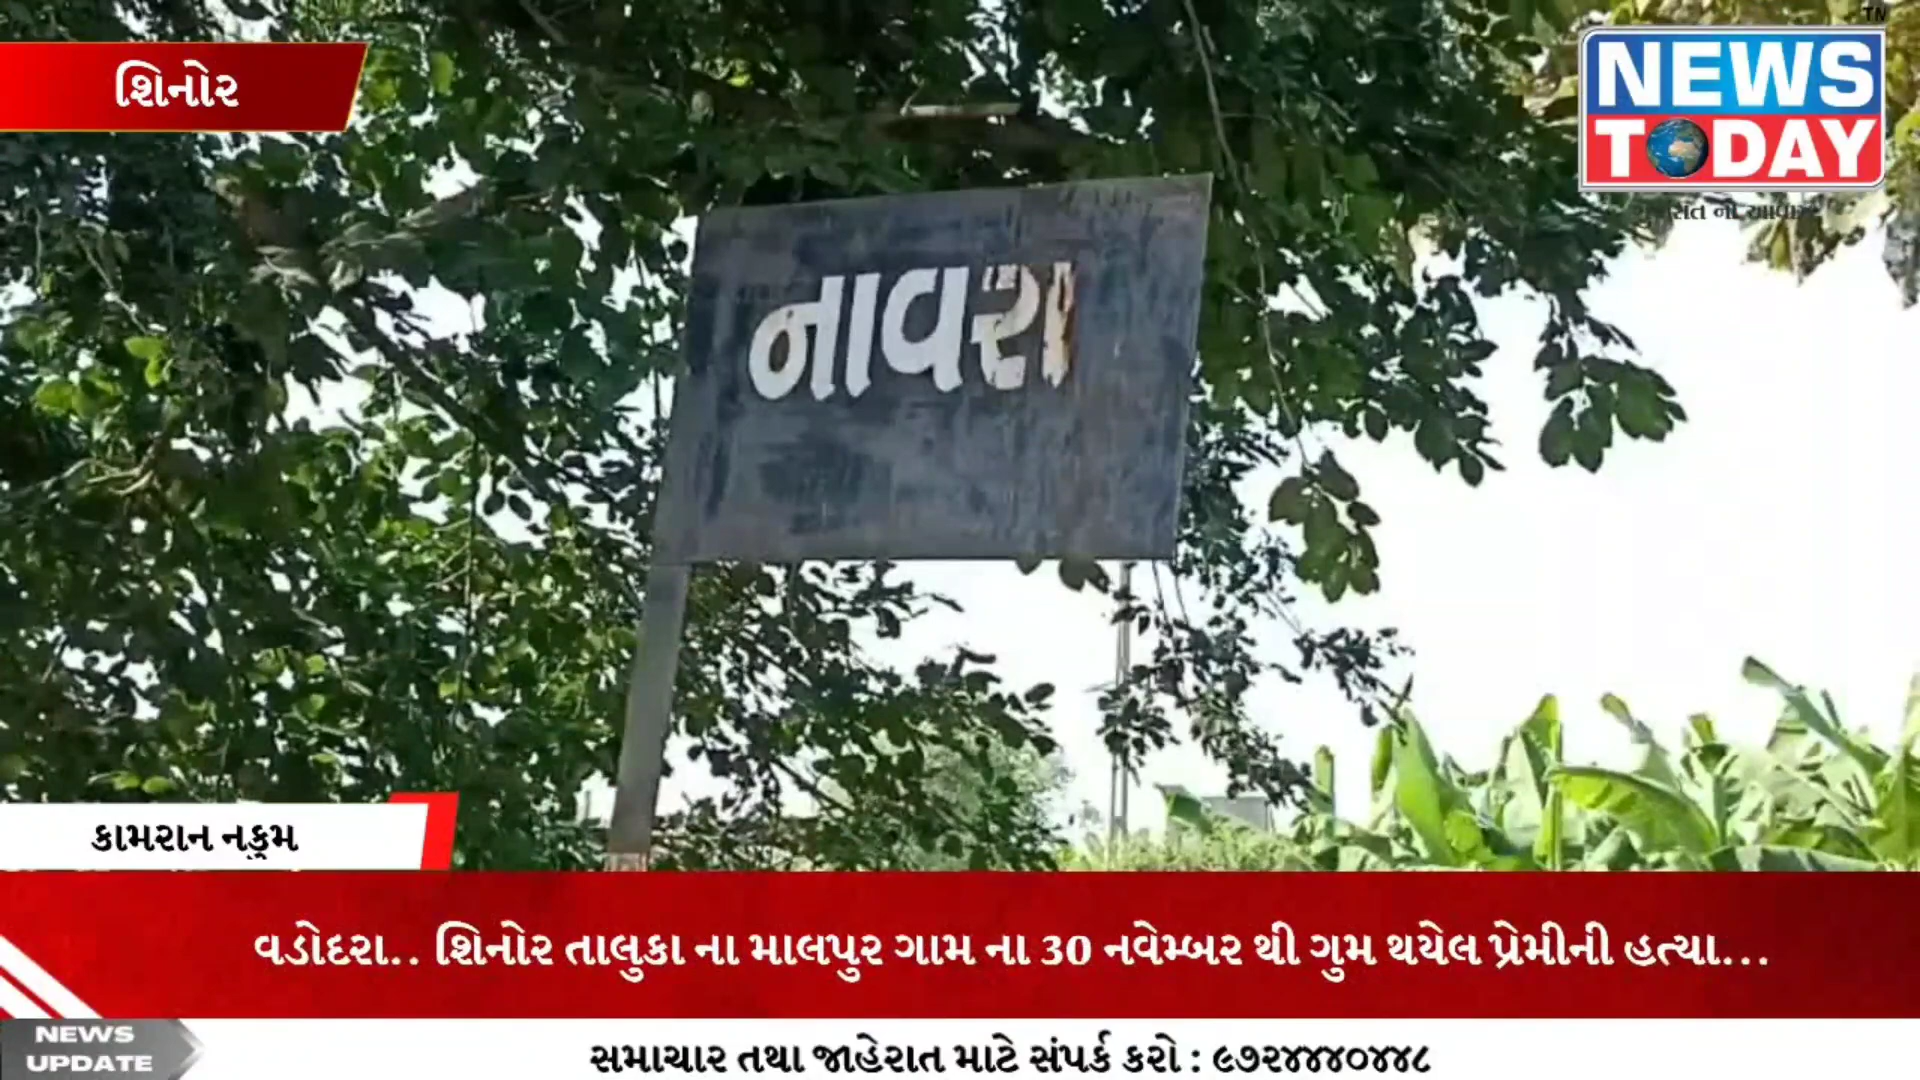 શિનોર
TM
NEWS
TODAY
નાવરા
કામરાન નકુમ
વડોદરા.. શિનોર તાલુકા ના માલપુર ગામ ના 30 નવેમ્બર થી ગુમ થયેલ પ્રેમીની હત્યા...
NEWS
UPDATE
સમાચાર તથા જાહેરાત માટે સંપર્ક કરો : ૯૭૨૪૪૪૦૪૪૮